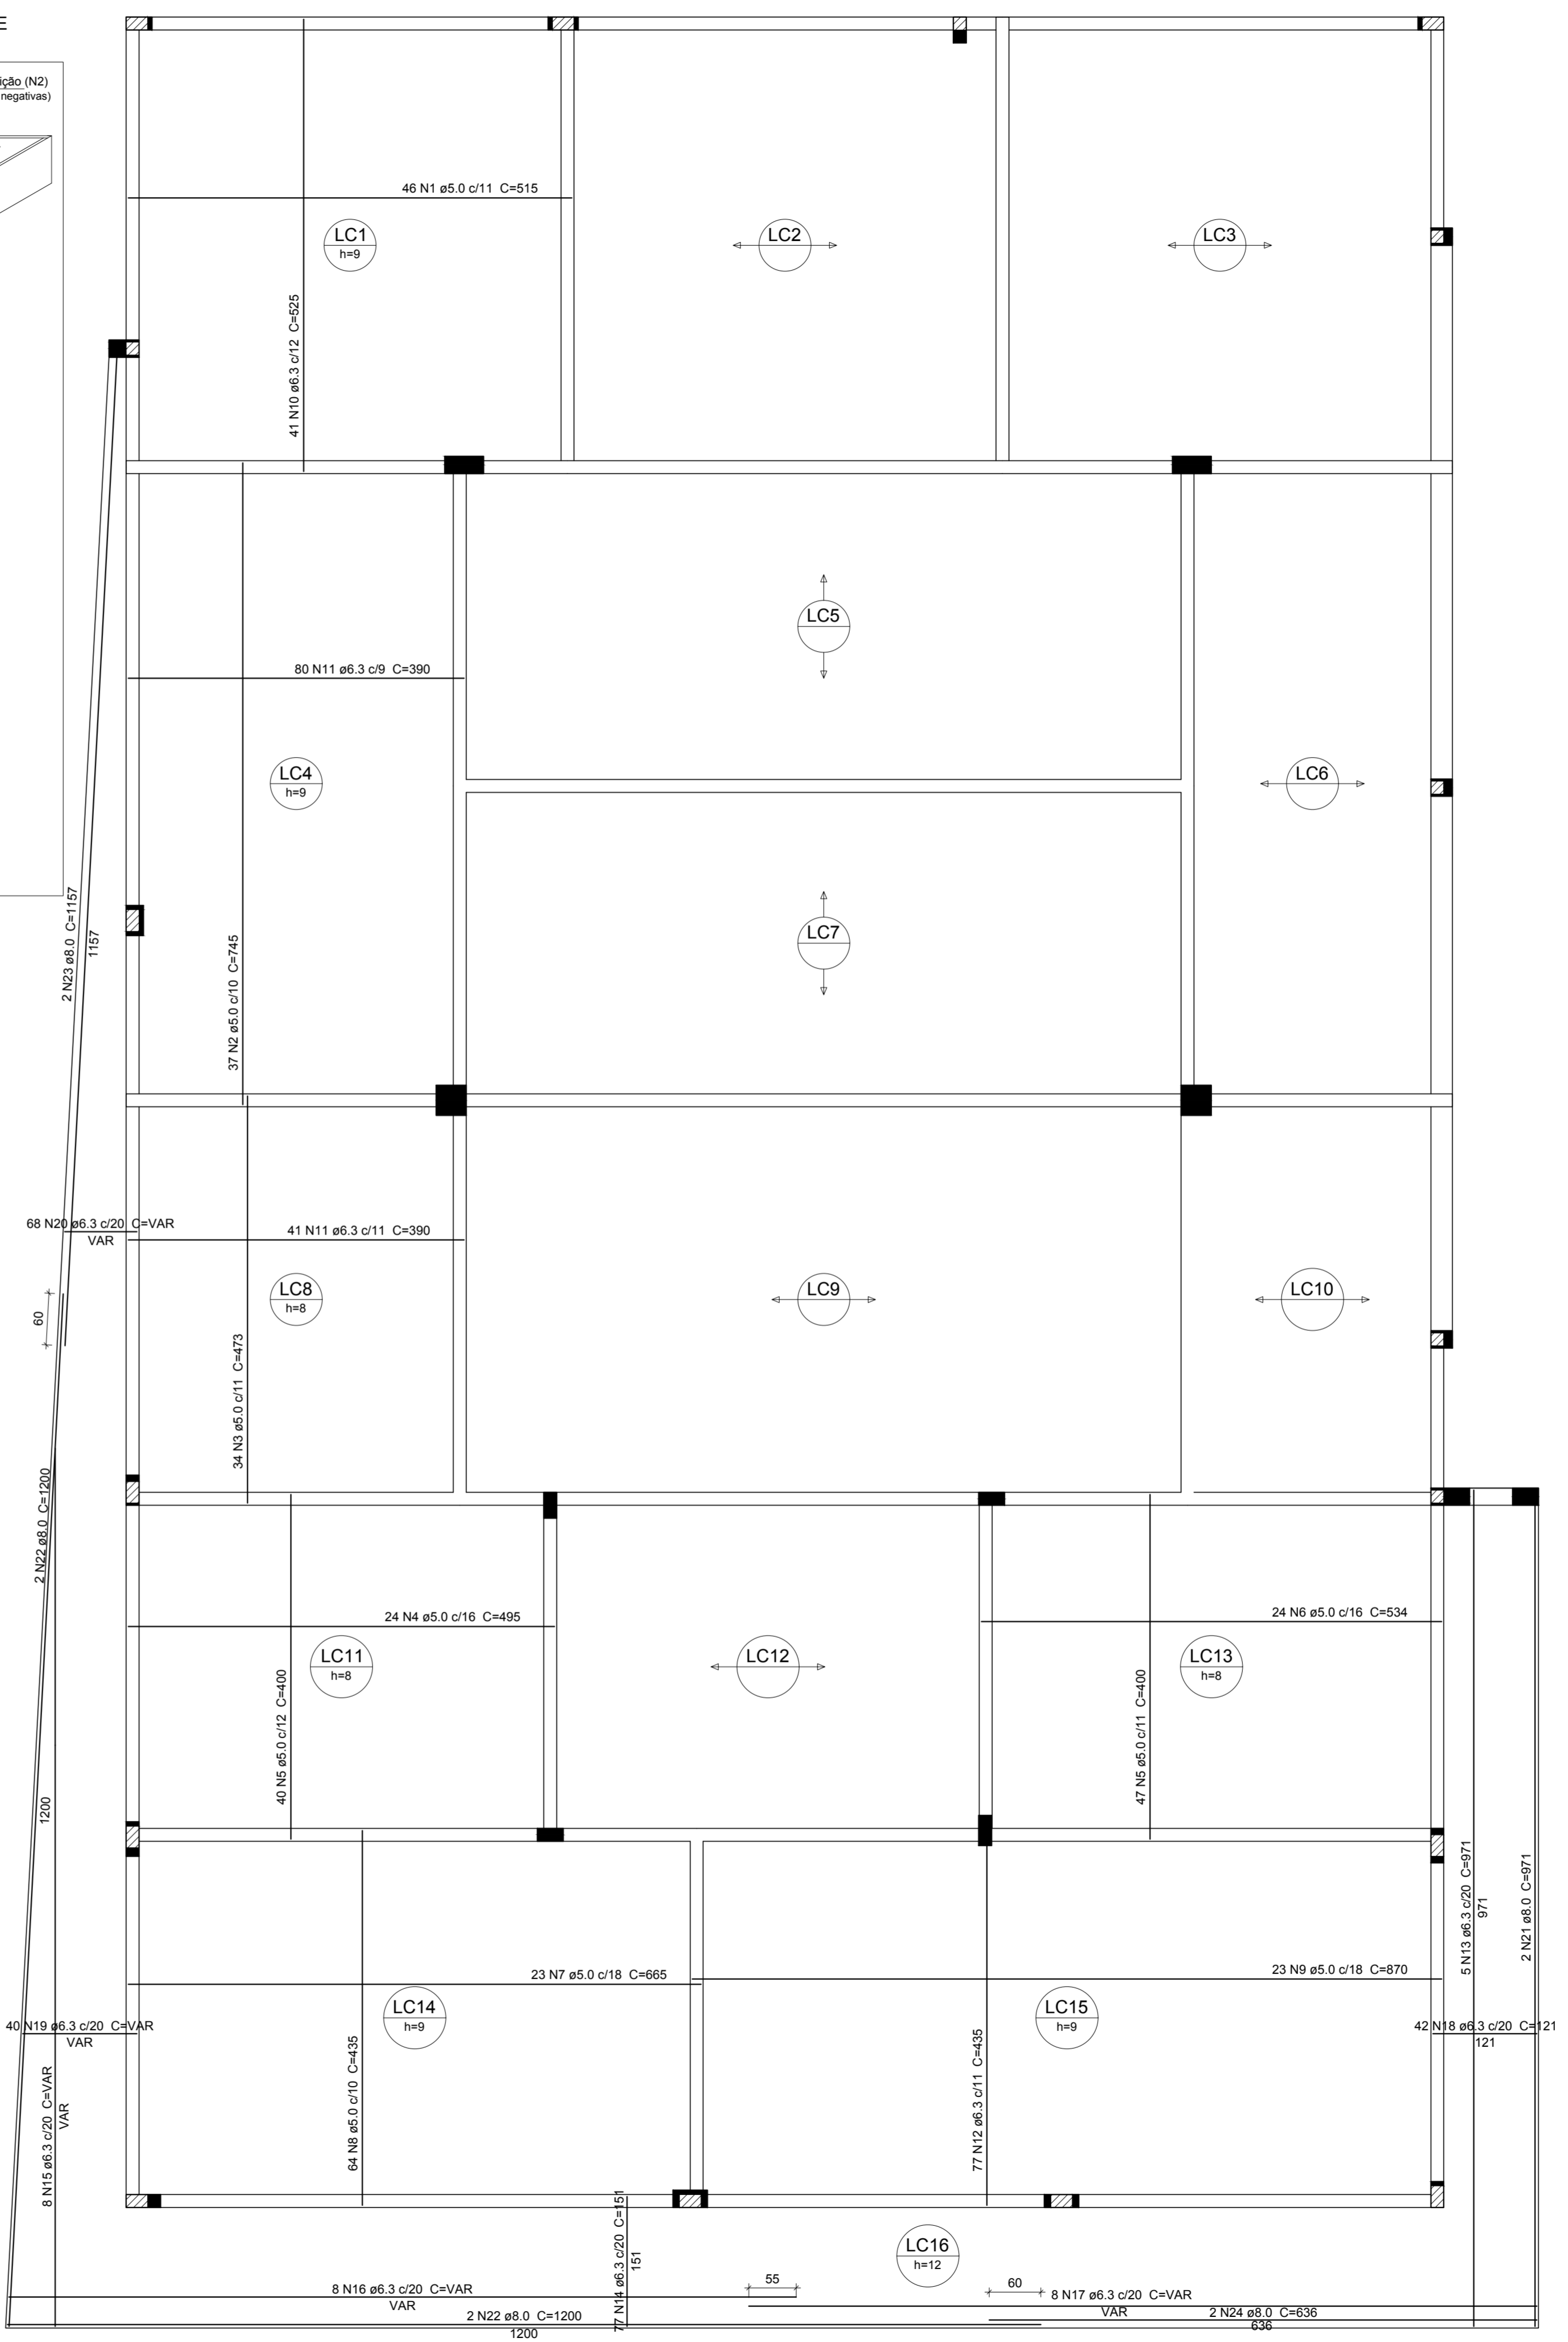 E
ição (N2)
negativas)
46 N1 ø5.0 c/11 C=515
LC1
h=9
LC2
LC3
41 N10 ø6.3 c/12 C=525
LC5
80 N11 ø6.3 c/9 C=390
LC4
h=9
LC6
2 N23 ø8.0 C=1157
1157
37 N2 ø5.0 c/10 C=745
LC7
68 N20 ø6.3 c/20 C=VAR
VAR
41 N11 ø6.3 c/11 C=390
LC8
h=8
LC9
LC10
60
34 N3 ø5.0 c/11 C=473
2 N22 ø8.0 C=1200
1200
24 N4 ø5.0 c/16 C=495
24 N6 ø5.0 c/16 C=534
LC11
h=8
LC12
LC13
h=8
40 N5 ø5.0 c/12 C=400
47 N5 ø5.0 c/11 C=400
5 N13 ø6.3 c/20 C=971
971
2 N21 ø8.0 C=971
23 N7 ø5.0 c/18 C=665
23 N9 ø5.0 c/18 C=870
LC14
h=9
LC15
h=9
40 N19 ø6.3 c/20 C=VAR
VAR
42 N18 ø6.3 c/20 C=121
121
8 N15 ø6.3 c/20 C=VAR
VAR
64 N8 ø5.0 c/10 C=435
77 N12 ø6.3 c/11 C=435
77 N14 ø6.3 c/20 C=151
151
LC16
h=12
55
60
8 N16 ø6.3 c/20 C=VAR
VAR
8 N17 ø6.3 c/20 C=VAR
VAR
2 N22 ø8.0 C=1200
1200
2 N24 ø8.0 C=636
636